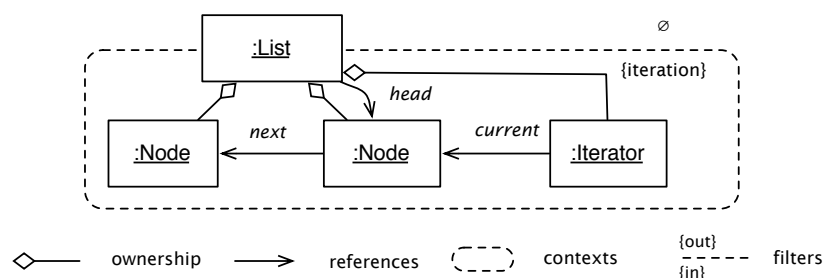 ∅
:List
{iteration}
head
next
current
:Node
:Node
:Iterator
ownership
references
contexts
{out}
{in}
filters